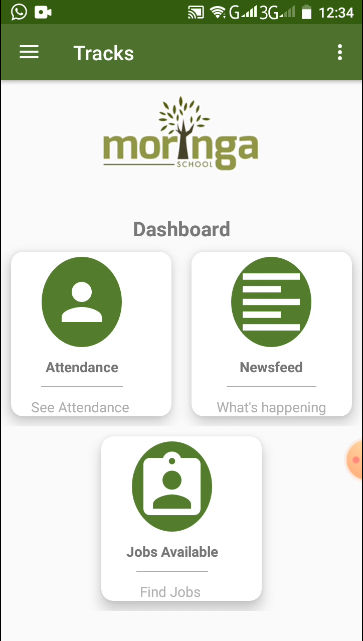 G 3G 12:34
Tracks
moringa
SCHOOL
Dashboard
Attendance
Newsfeed
See Attendance
What's happening
Jobs Available
Find Jobs